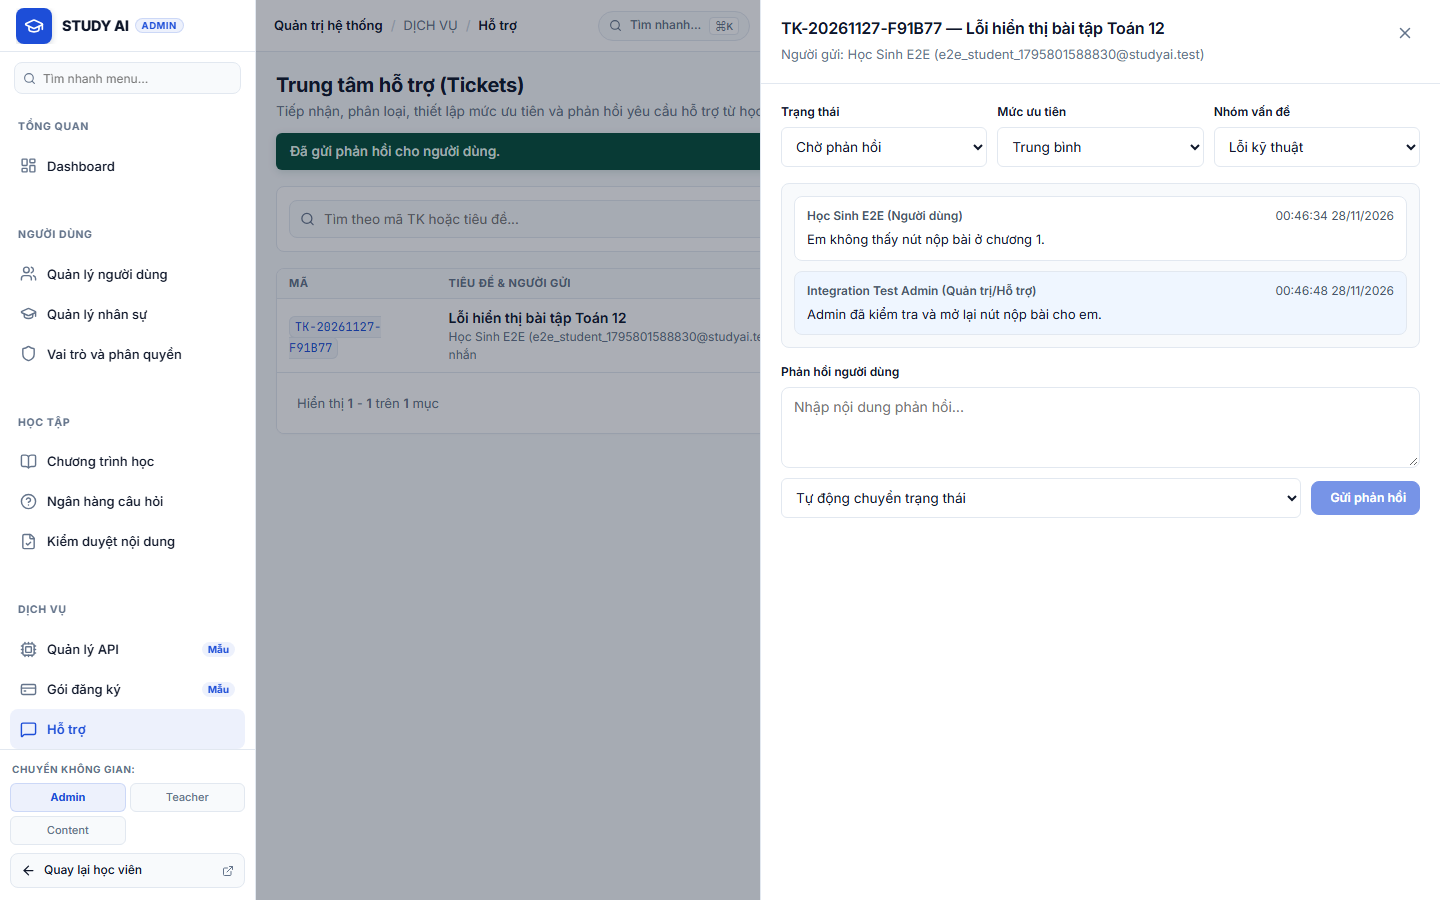 STUDY AI ADMIN
Tìm nhanh menu...
TỔNG QUAN
Dashboard
NGƯỜI DÙNG
Quản lý người dùng
Quản lý nhân sự
Vai trò và phân quyền
HỌC TẬP
Chương trình học
Ngân hàng câu hỏi
Kiểm duyệt nội dung
DỊCH VỤ
Quản lý API Mẫu
Gói đăng ký Mẫu
Hỗ trợ
CHUYỂN KHÔNG GIAN:
Admin Teacher
Content
Quay lại học viên
Quản trị hệ thống / DỊCH VỤ / Hỗ trợ
Tìm nhanh... ⌘K
Trung tâm hỗ trợ (Tickets)
Tiếp nhận, phân loại, thiết lập mức ưu tiên và phản hồi yêu cầu hỗ trợ từ học
Đã gửi phản hồi cho người dùng.
Tìm theo mã TK hoặc tiêu đề...
MÃ TIÊU ĐỀ & NGƯỜI GỬI
TK-20261127-
F91B77
Lỗi hiển thị bài tập Toán 12
Học Sinh E2E (e2e_student_1795801588830@studyai.te
nhắn
Hiển thị 1 - 1 trên 1 mục
TK-20261127-F91B77 — Lỗi hiển thị bài tập Toán 12
Người gửi: Học Sinh E2E (e2e_student_1795801588830@studyai.test)
Trạng thái Mức ưu tiên Nhóm vấn đề
Chờ phản hồi Trung bình Lỗi kỹ thuật
Học Sinh E2E (Người dùng) 00:46:34 28/11/2026
Em không thấy nút nộp bài ở chương 1.
Integration Test Admin (Quản trị/Hỗ trợ) 00:46:48 28/11/2026
Admin đã kiểm tra và mở lại nút nộp bài cho em.
Phản hồi người dùng
Nhập nội dung phản hồi...
Tự động chuyển trạng thái Gửi phản hồi